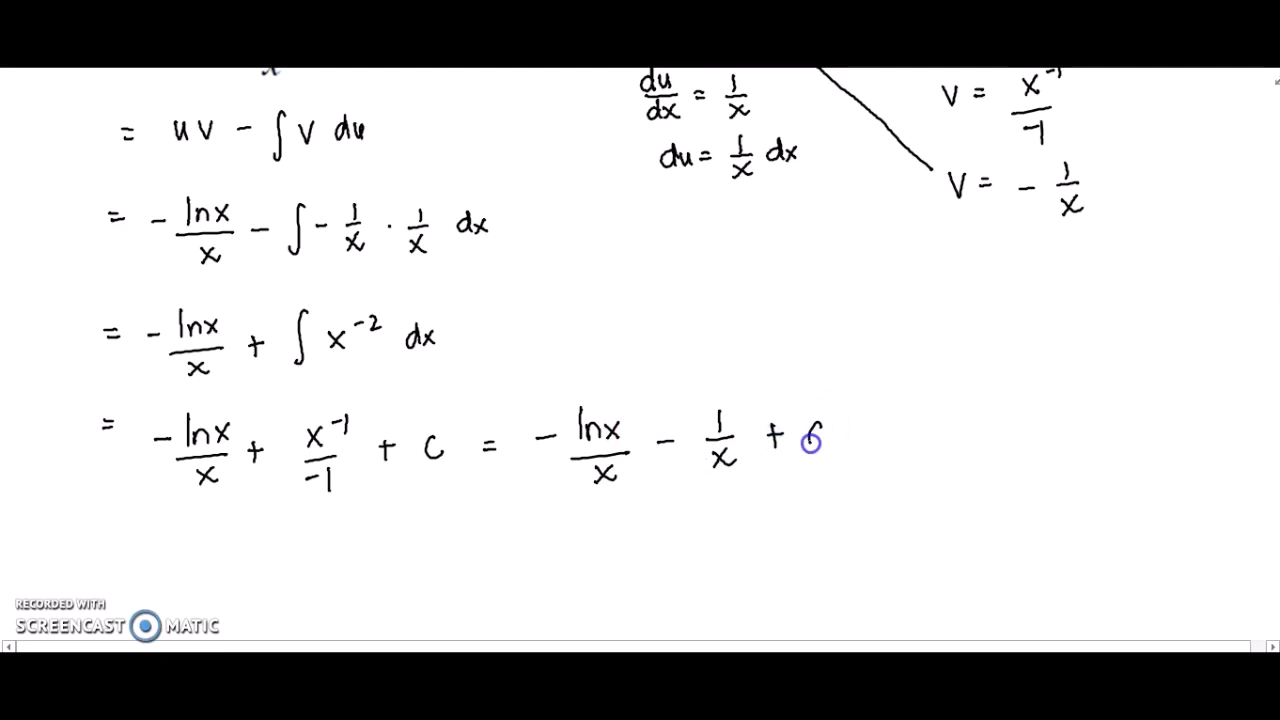 du/dx = 1/x
v = x⁻¹/-1
= uv - ∫ v du
du = 1/x dx
v = - 1/x
= - lnx/x - ∫ - 1/x · 1/x dx
= - lnx/x + ∫ x⁻² dx
= - lnx/x + x⁻¹/-1 + c = - lnx/x - 1/x + c
RECORDED WITH
SCREENCAST MATIC